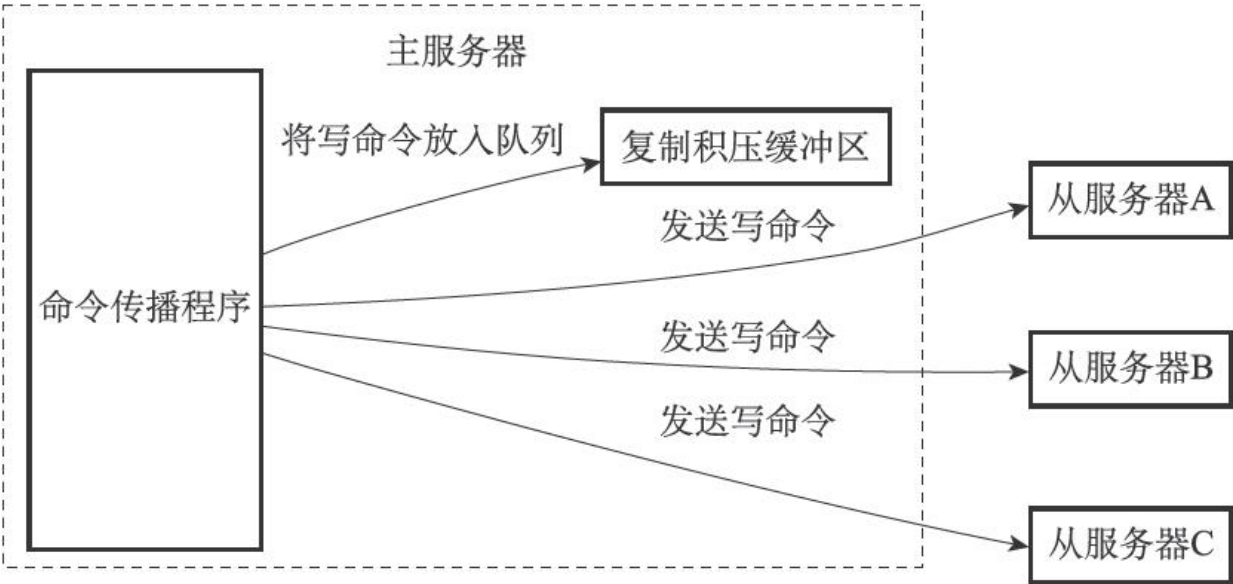 主服务器
将写命令放入队列
复制积压缓冲区
从服务器A
发送写命令
命令传播程序
发送写命令
从服务器B
发送写命令
从服务器C